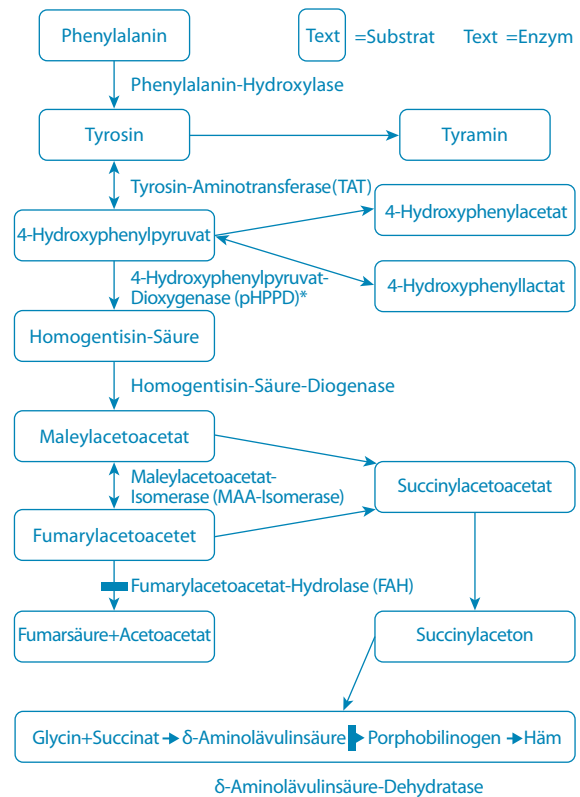 Phenylalanin
Text =Substrat Text =Enzym
Phenylalanin-Hydroxylase
Tyrosin
Tyramin
Tyrosin-Aminotransferase(TAT)
4-Hydroxyphenylpyruvat
4-Hydroxyphenylacetat
4-Hydroxyphenylpyruvat-
Dioxygenase (pHPPD)*
4-Hydroxyphenyllactat
Homogentisin-Säure
Homogentisin-Säure-Diogenase
Maleylacetoacetat
Maleylacetoacetat-
Isomerase (MAA-Isomerase)
Succinylacetoacetat
Fumarylacetoacetet
Fumarylacetoacetat-Hydrolase (FAH)
Fumarsäure+Acetoacetat
Succinylaceton
Glycin+Succinat δ-Aminolävulinsäure Porphobilinogen Häm
δ-Aminolävulinsäure-Dehydratase